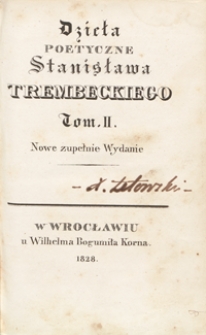 Dzieła
POETYCZNE
Stanisława
TREMBECKIEGO
Tom. II.
Nowe zupełnie Wydanie
W WROCŁAWIU
u Wilhelma Bogumiła Korna.
1828.